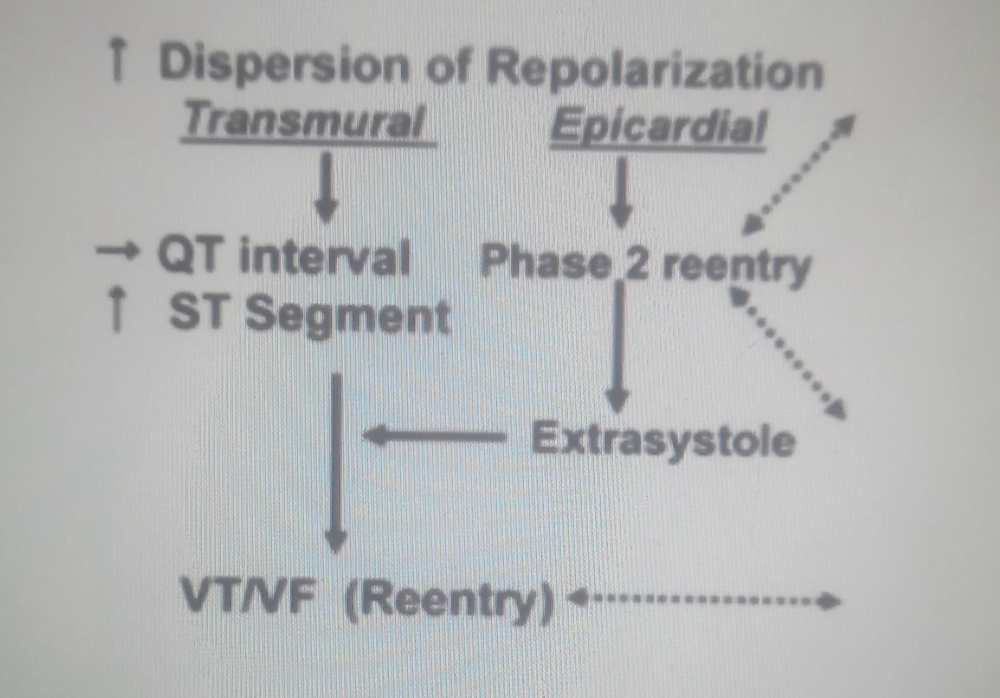 ↑ Dispersion of Repolarization
Transmural Epicardial
→ QT interval Phase 2 reentry
↑ ST Segment
Extrasystole
VT/VF (Reentry)